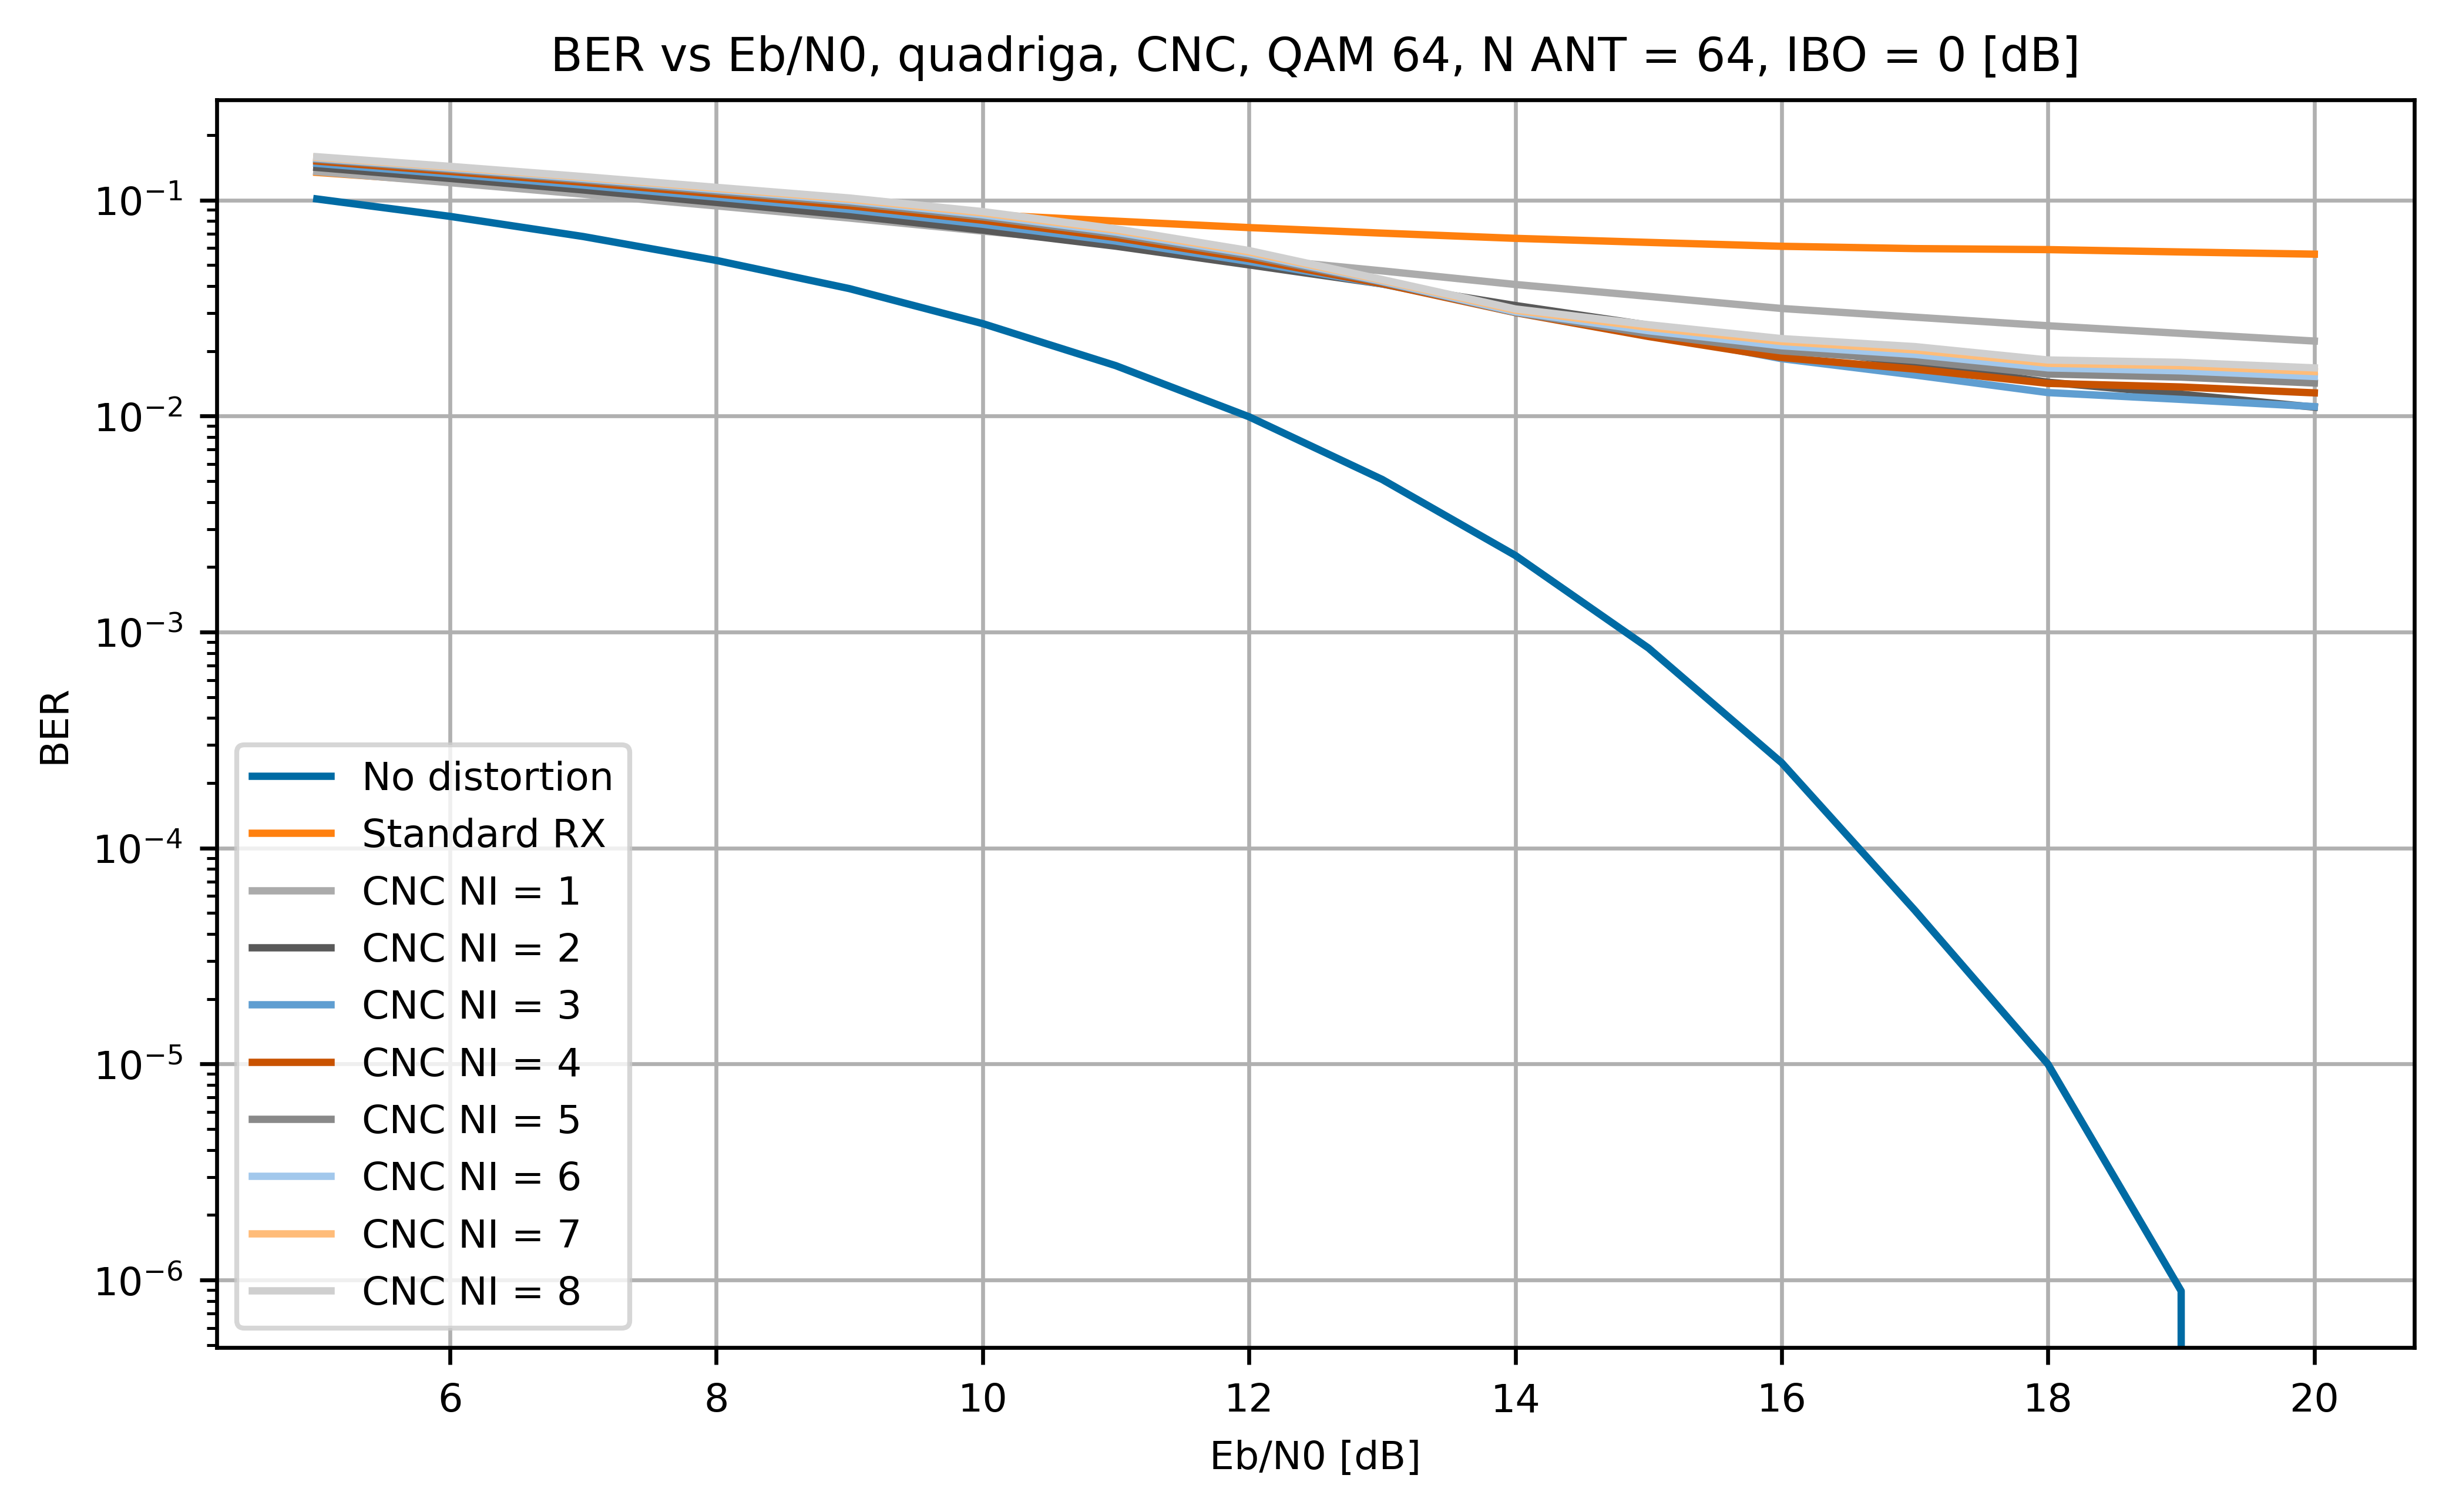 BER vs Eb/N0, quadriga, CNC, QAM 64, N ANT = 64, IBO = 0 [dB]
10⁻¹
10⁻²
10⁻³
10⁻⁴
10⁻⁵
10⁻⁶
BER
No distortion
Standard RX
CNC NI = 1
CNC NI = 2
CNC NI = 3
CNC NI = 4
CNC NI = 5
CNC NI = 6
CNC NI = 7
CNC NI = 8
6 8 10 12 14 16 18 20
Eb/N0 [dB]